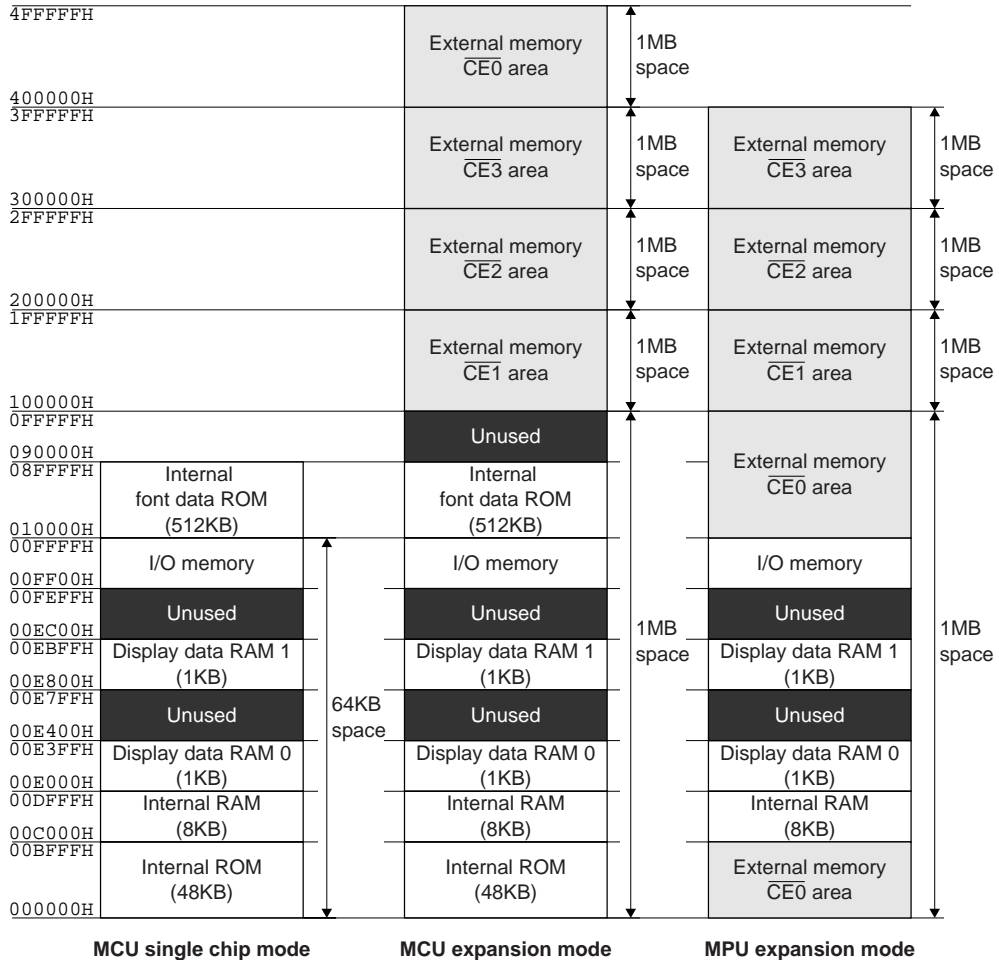 4FFFFFH
External memory
CE0 area
1MB
space
400000H
3FFFFFH
External memory
CE3 area
1MB
space
External memory
CE3 area
1MB
space
300000H
2FFFFFH
External memory
CE2 area
1MB
space
External memory
CE2 area
1MB
space
200000H
1FFFFFH
External memory
CE1 area
1MB
space
External memory
CE1 area
1MB
space
100000H
0FFFFFH
Unused
External memory
CE0 area
090000H
08FFFFH
Internal
font data ROM
(512KB)
Internal
font data ROM
(512KB)
010000H
00FFFFH
I/O memory
I/O memory
I/O memory
00FF00H
00FEFFH
Unused
Unused
Unused
00EC00H
00EBFFH
Display data RAM 1
(1KB)
Display data RAM 1
(1KB)
Display data RAM 1
(1KB)
1MB
space
1MB
space
00E800H
00E7FFH
Unused
64KB
space
Unused
Unused
00E400H
00E3FFH
Display data RAM 0
(1KB)
Display data RAM 0
(1KB)
Display data RAM 0
(1KB)
00E000H
00DFFFH
Internal RAM
(8KB)
Internal RAM
(8KB)
Internal RAM
(8KB)
00C000H
00BFFFH
Internal ROM
(48KB)
Internal ROM
(48KB)
External memory
CE0 area
000000H
MCU single chip mode
MCU expansion mode
MPU expansion mode